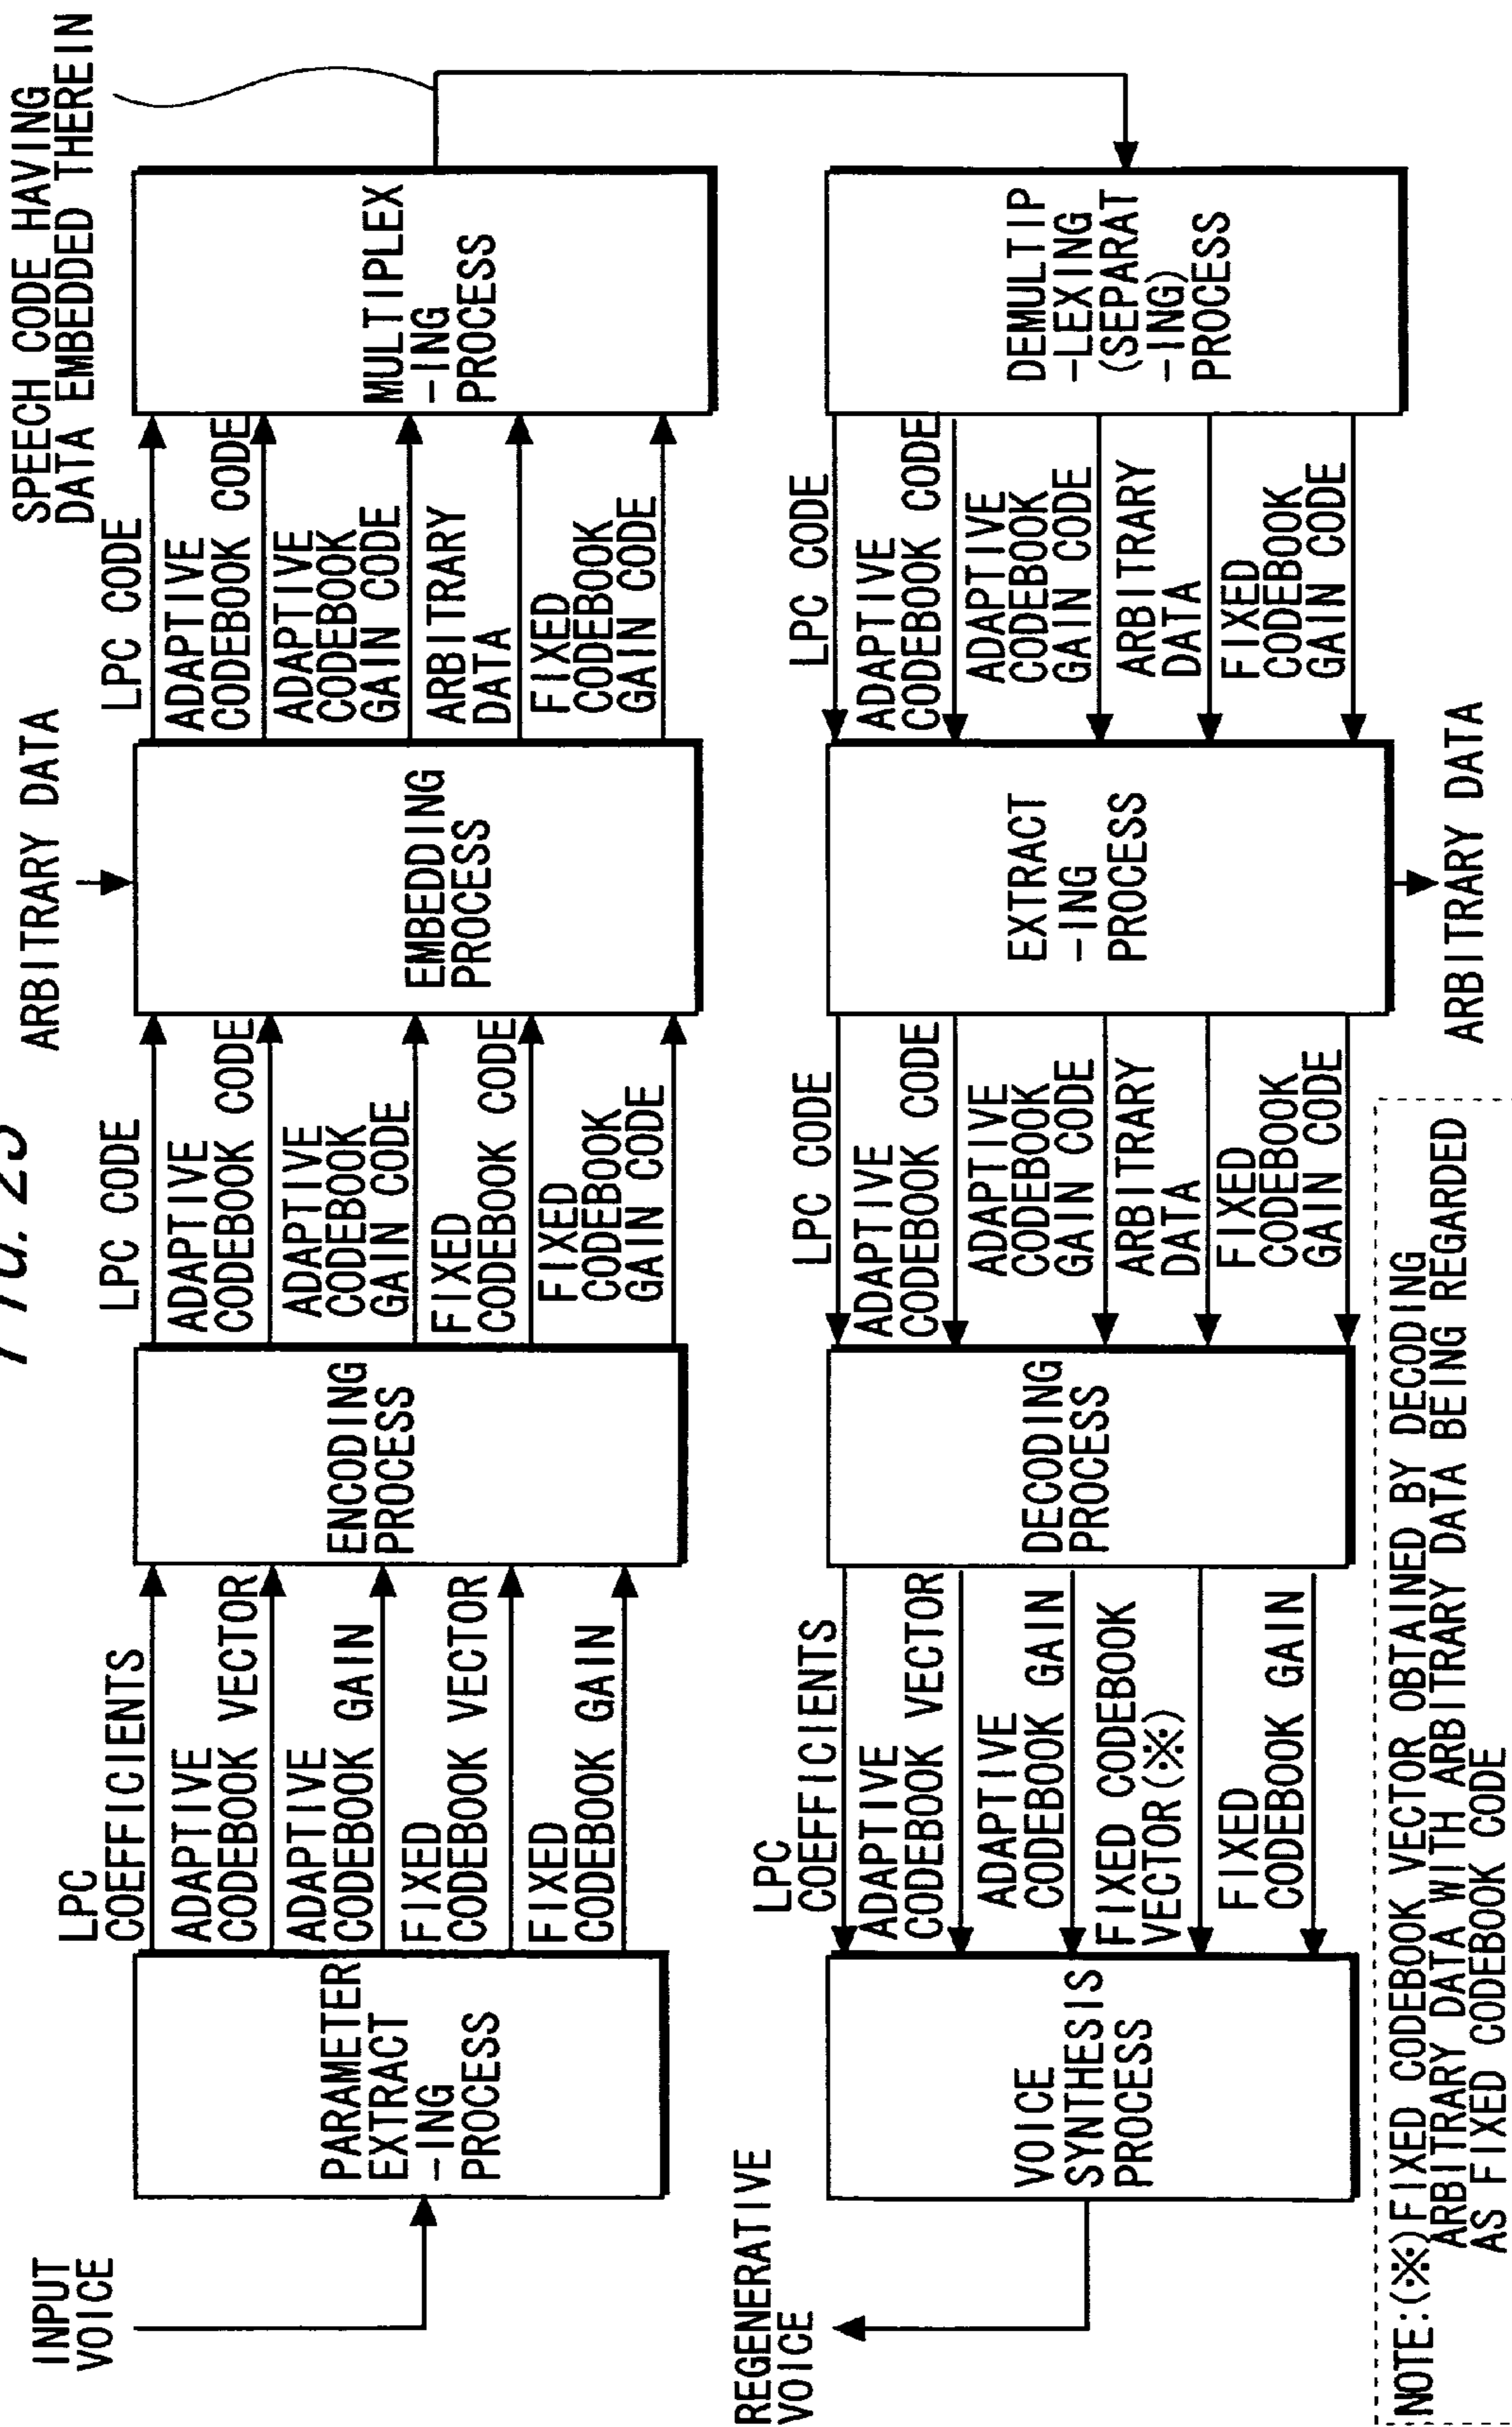 FIG. 25
INPUT
VOICE
PARAMETER
EXTRACT
-ING
PROCESS
LPC
COEFFICIENTS
ADAPTIVE
CODEBOOK VECTOR
ADAPTIVE
CODEBOOK GAIN
FIXED
CODEBOOK VECTOR
FIXED
CODEBOOK GAIN
ENCODING
PROCESS
LPC CODE
ADAPTIVE
CODEBOOK CODE
ADAPTIVE
CODEBOOK
GAIN CODE
FIXED
CODEBOOK CODE
FIXED
CODEBOOK
GAIN CODE
ARBITRARY DATA
EMBEDDING
PROCESS
LPC CODE
ADAPTIVE
CODEBOOK CODE
ADAPTIVE
CODEBOOK
GAIN CODE
ARBITRARY
DATA
FIXED
CODEBOOK
GAIN CODE
MULTIPLEX
-ING
PROCESS
SPEECH CODE HAVING
DATA EMBEDDED THEREIN
REGENERATIVE
VOICE
VOICE
SYNTHESIS
PROCESS
LPC
COEFFICIENTS
ADAPTIVE
CODEBOOK VECTOR
ADAPTIVE
CODEBOOK GAIN
FIXED CODEBOOK
VECTOR(※)
FIXED
CODEBOOK GAIN
DECODING
PROCESS
LPC CODE
ADAPTIVE
CODEBOOK CODE
ADAPTIVE
CODEBOOK
GAIN CODE
ARBITRARY
DATA
FIXED
CODEBOOK
GAIN CODE
EXTRACT
-ING
PROCESS
ARBITRARY DATA
LPC CODE
ADAPTIVE
CODEBOOK CODE
ADAPTIVE
CODEBOOK
GAIN CODE
ARBITRARY
DATA
FIXED
CODEBOOK
GAIN CODE
DEMULTIP
-LEXING
(SEPARAT
-ING)
PROCESS
NOTE:(※)FIXED CODEBOOK VECTOR OBTAINED BY DECODING
ARBITRARY DATA WITH ARBITRARY DATA BEING REGARDED
AS FIXED CODEBOOK CODE